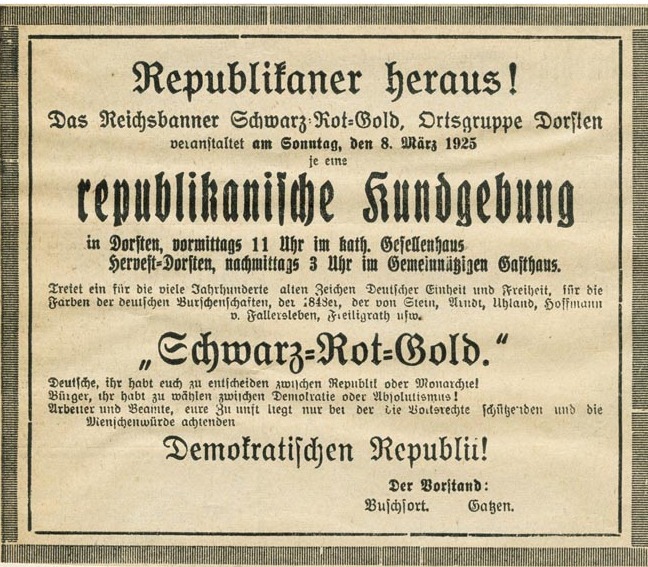 Republikaner heraus!
Das Reichsbanner Schwarz-Rot-Gold, Ortsgruppe Dorsten
veranstaltet am Sonntag, den 8. März 1925
je eine
republikanische Kundgebung
in Dorsten, vormittags 11 Uhr im kath. Gesellenhaus
Hervest-Dorsten, nachmittags 3 Uhr im Gemeinnützigen Gasthaus.
Tretet ein für die viele Jahrhunderte alten Zeichen Deutscher Einheit und Freiheit, für die
Farben der deutschen Burschenschaften, der 1848er, der von Stein, Arndt, Uhland, Hoffmann
v. Fallersleben, Freiligrath usw.
„Schwarz-Rot-Gold.“
Deutsche, ihr habt euch zu entscheiden zwischen Republik oder Monarchie!
Bürger, ihr habt zu wählen zwischen Demokratie oder Absolutismus!
Arbeiter und Beamte, eure Zukunft liegt nur bei der die Volksrechte schützenden und die
Menschenwürde achtenden
Demokratischen Republik!
Der Vorstand:
Buschfort. Gatzen.